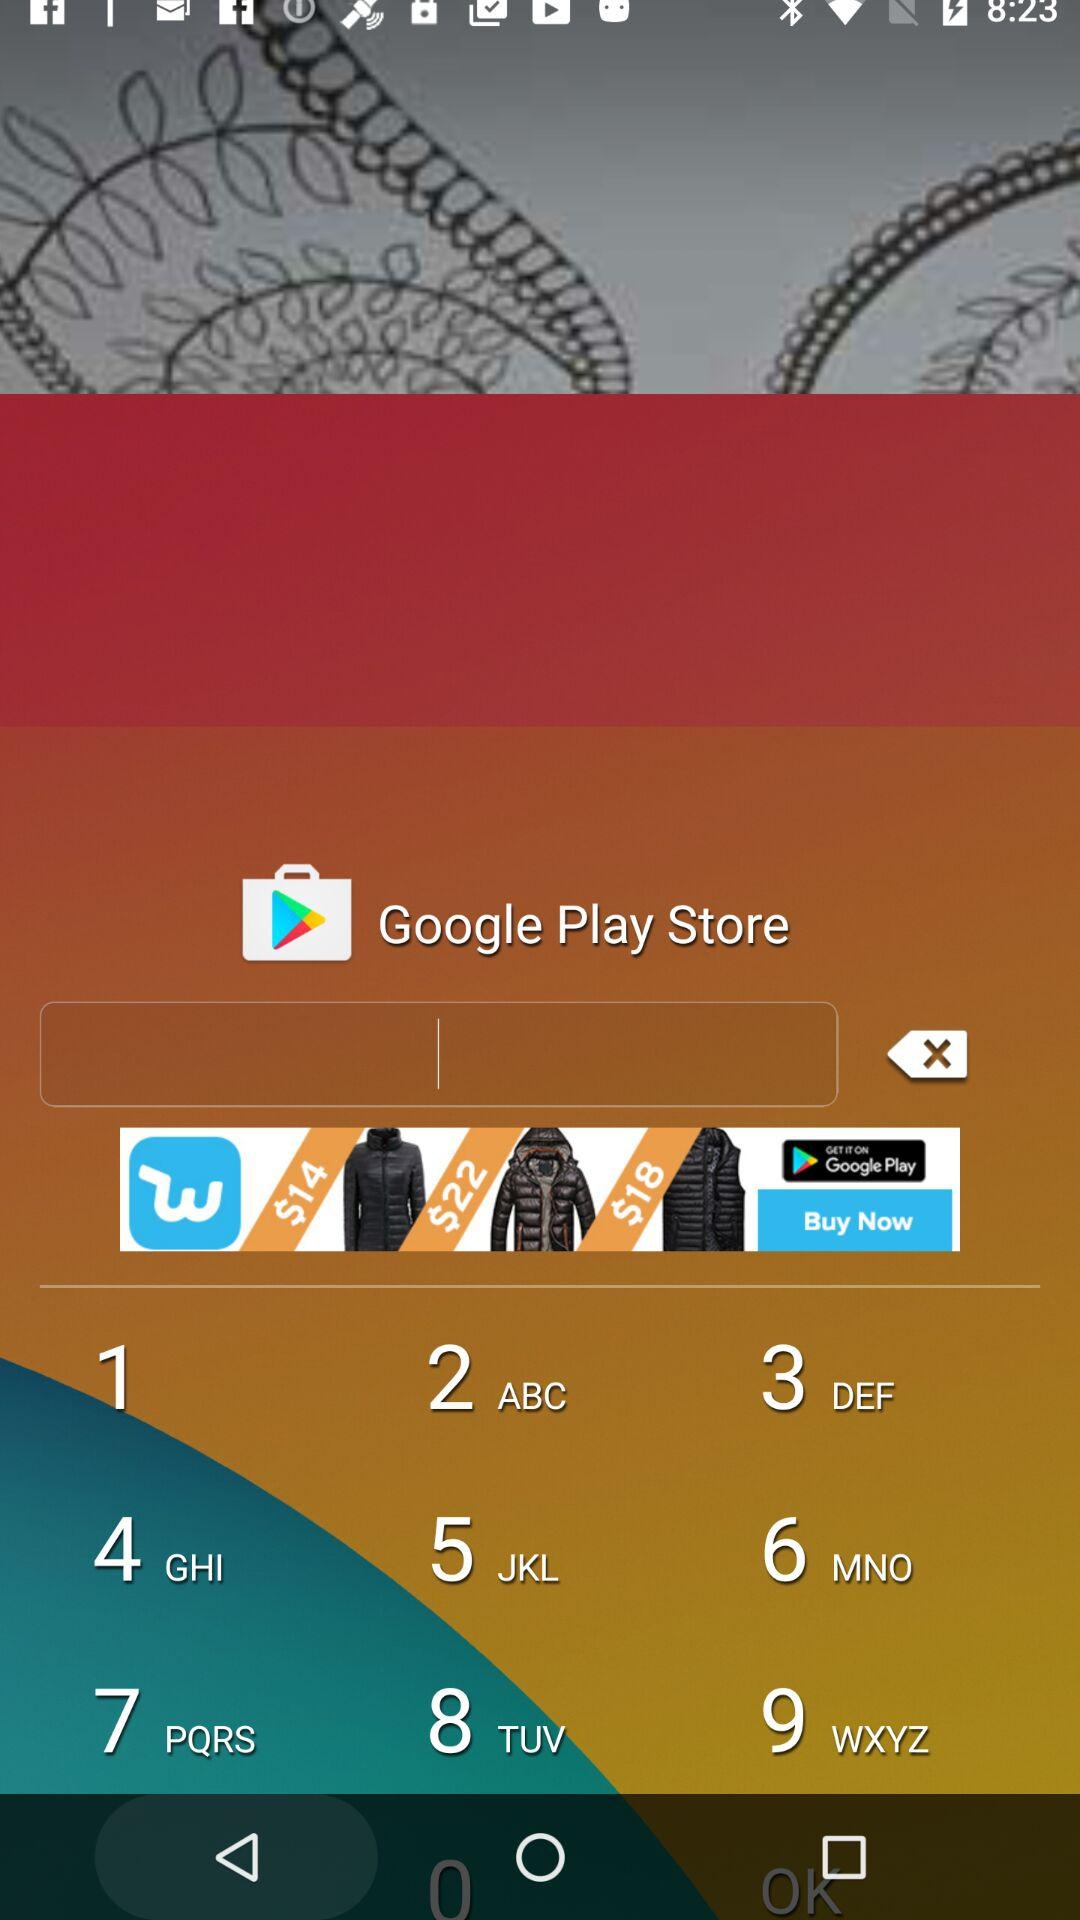 8:23
Google Play Store
$14 $22 $18
GET IT ON
Google Play
Buy Now
1 2 ABC 3 DEF
4 GHI 5 JKL 6 MNO
7 PQRS 8 TUV 9 WXYZ
0 OK